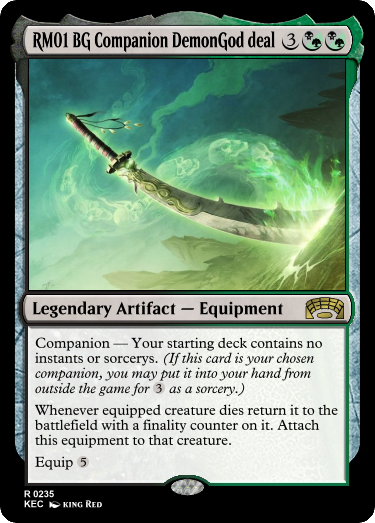 RM01 BG Companion DemonGod deal 3
Legendary Artifact — Equipment
Companion — Your starting deck contains no
instants or sorcerys. (If this card is your chosen
companion, you may put it into your hand from
outside the game for 3 as a sorcery.)
Whenever equipped creature dies return it to the
battlefield with a finality counter on it. Attach
this equipment to that creature.
Equip 5
R 0235
KEC KING RED